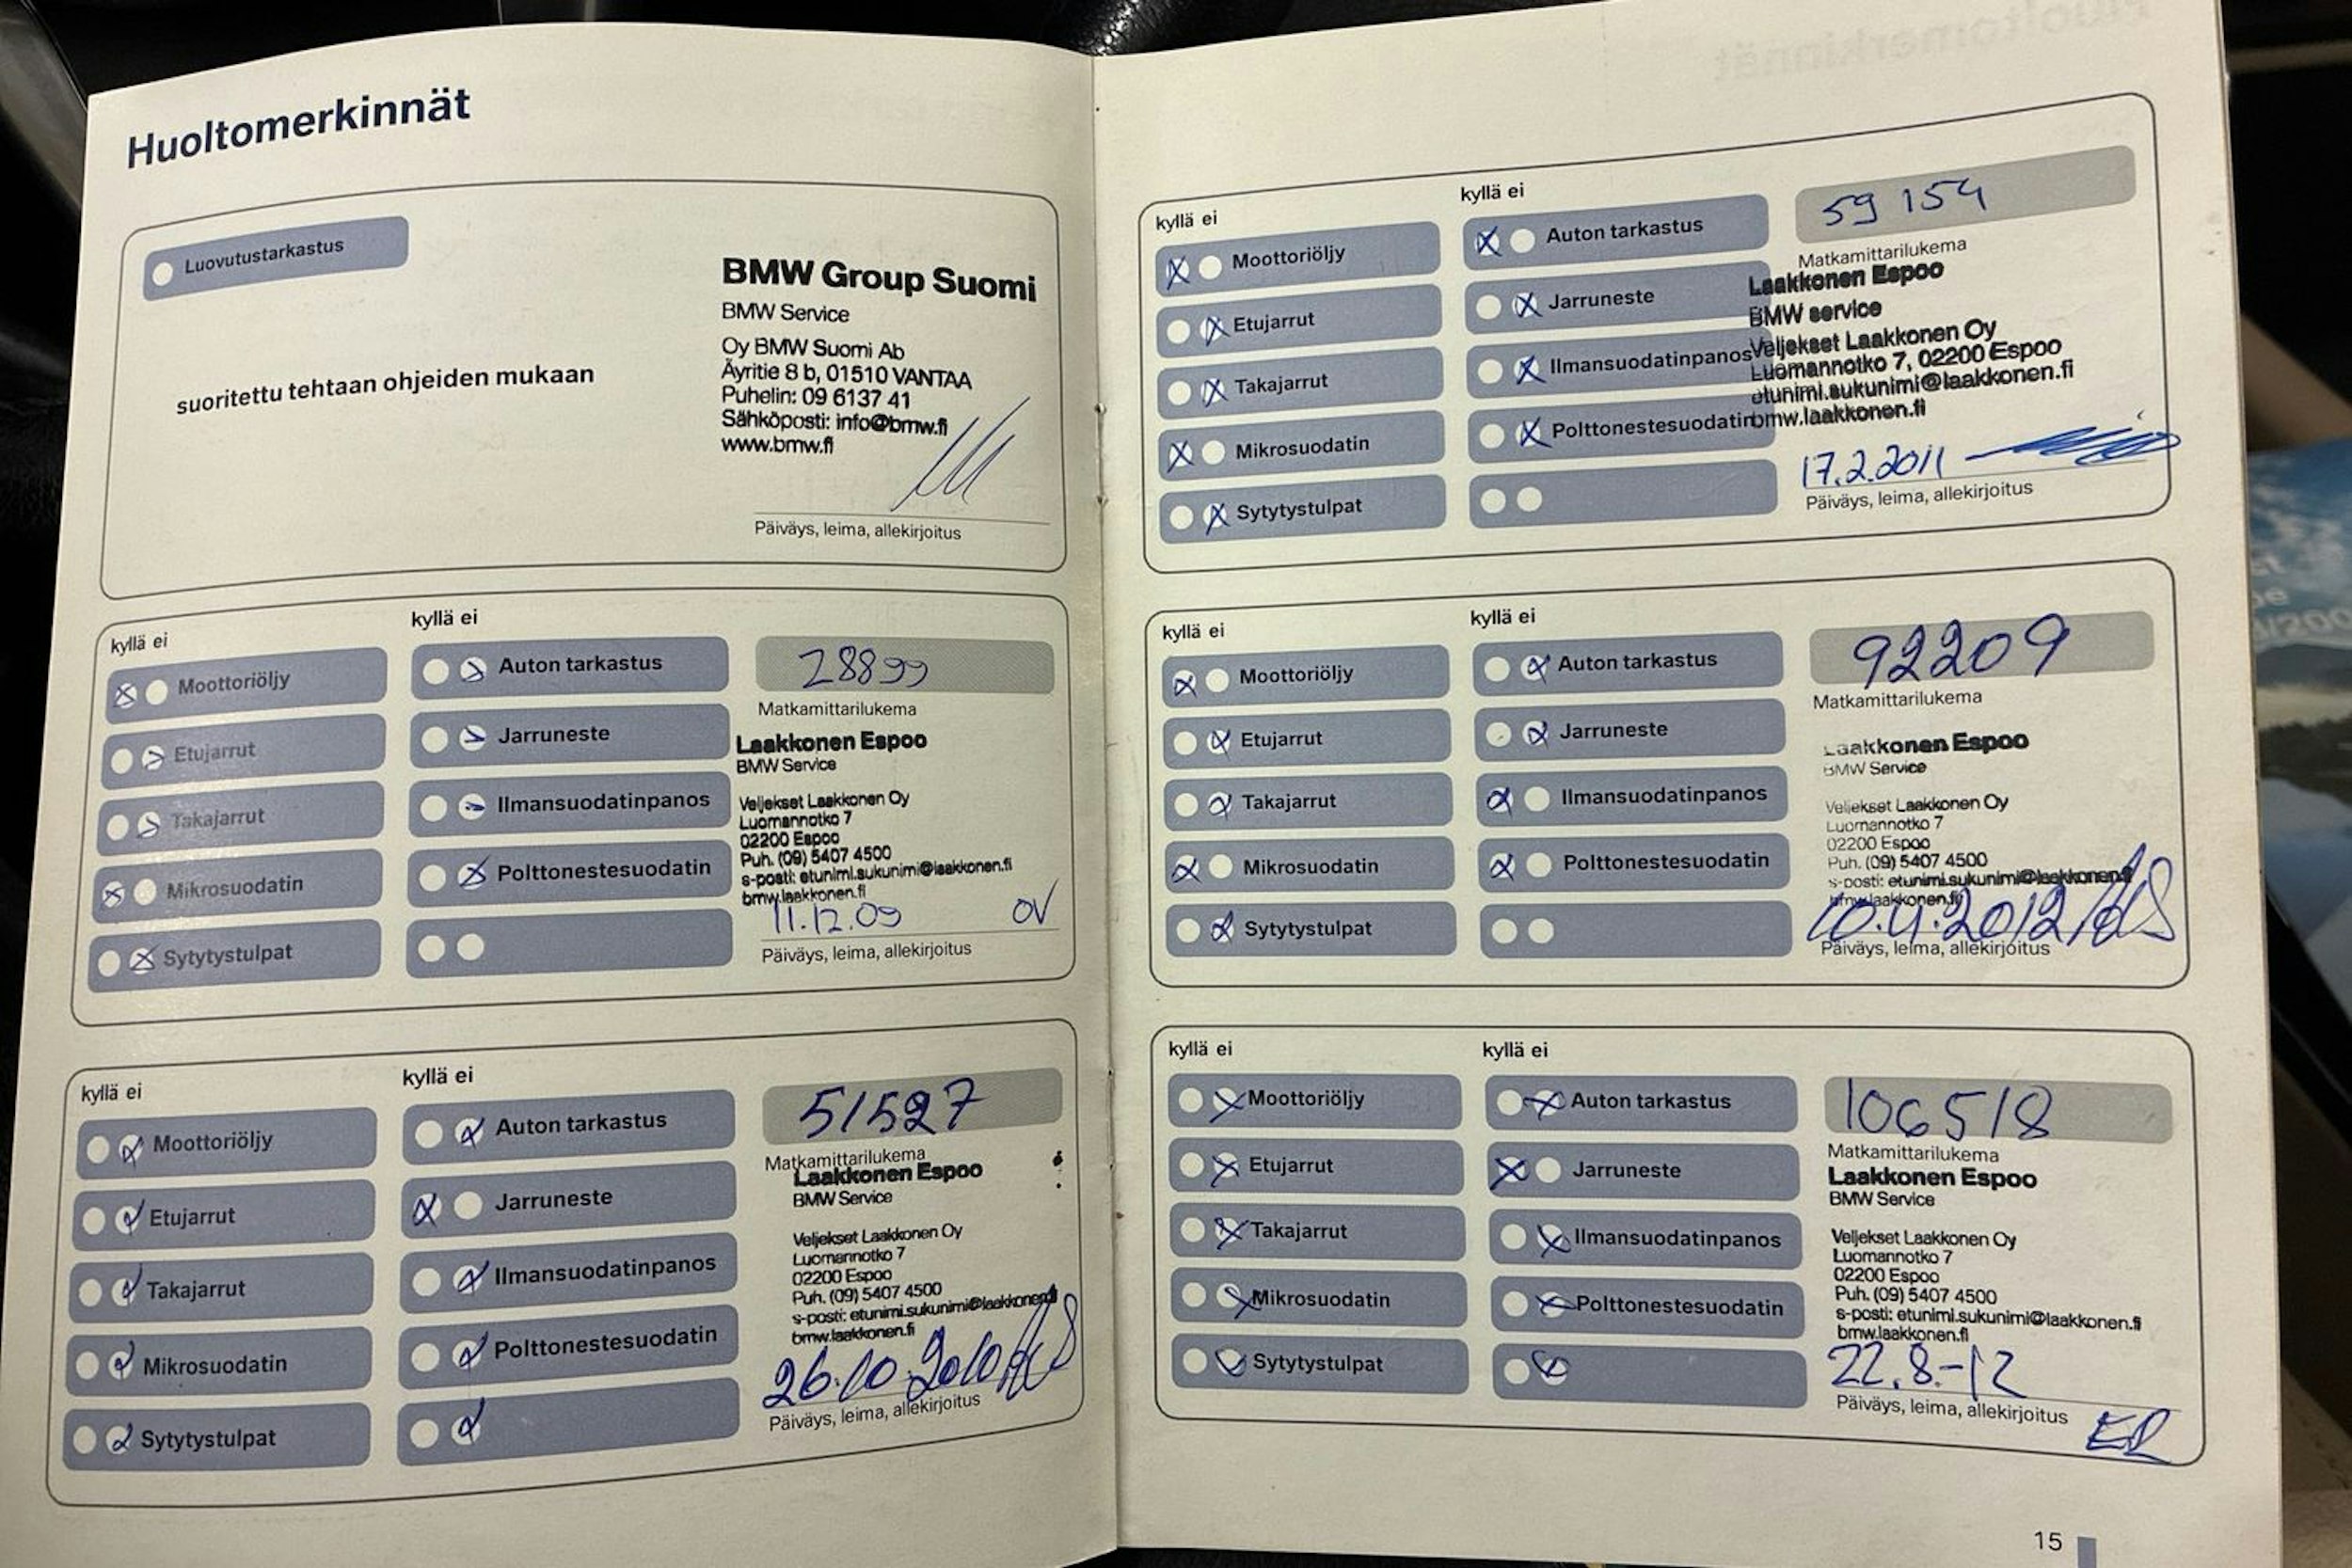 Huoltomerkinnät
Luovutustarkastus
suoritettu tehtaan ohjeiden mukaan
BMW Group Suomi
BMW Service
Oy BMW Suomi Ab
Äyritie 8 b, 01510 VANTAA
Puhelin: 09 6137 41
Sähköposti: info@bmw.fi
www.bmw.fi
Päiväys, leima, allekirjoitus
kyllä ei
Moottoriöljy
Etujarrut
Takajarrut
Mikrosuodatin
Sytytystulpat
kyllä ei
Auton tarkastus
Jarruneste
Ilmansuodatinpanos
Polttonestesuodatin
28899
Matkamittarilukema
Laakkonen Espoo
BMW Service
Veljekset Laakkonen Oy
Luomannotko 7
02200 Espoo
Puh. (09) 5407 4500
s-posti: etunimi.sukunimi@laakkonen.fi
bmw.laakkonen.fi
11.12.09 OV
Päiväys, leima, allekirjoitus
kyllä ei
Moottoriöljy
Etujarrut
Takajarrut
Mikrosuodatin
Sytytystulpat
kyllä ei
Auton tarkastus
Jarruneste
Ilmansuodatinpanos
Polttonestesuodatin
51527
Matkamittarilukema
Laakkonen Espoo
BMW Service
Veljekset Laakkonen Oy
Luomannotko 7
02200 Espoo
Puh. (09) 5407 4500
s-posti: etunimi.sukunimi@laakkonen.fi
bmw.laakkonen.fi
26.10.2010
Päiväys, leima, allekirjoitus
kyllä ei
Moottoriöljy
Etujarrut
Takajarrut
Mikrosuodatin
Sytytystulpat
kyllä ei
Auton tarkastus
Jarruneste
Ilmansuodatinpanos
Polttonestesuodatin
59 154
Matkamittarilukema
Laakkonen Espoo
BMW service
Veljekset Laakkonen Oy
Luomannotko 7, 02200 Espoo
etunimi.sukunimi@laakkonen.fi
bmw.laakkonen.fi
17.2.2011
Päiväys, leima, allekirjoitus
kyllä ei
Moottoriöljy
Etujarrut
Takajarrut
Mikrosuodatin
Sytytystulpat
kyllä ei
Auton tarkastus
Jarruneste
Ilmansuodatinpanos
Polttonestesuodatin
92209
Matkamittarilukema
Laakkonen Espoo
BMW Service
Veljekset Laakkonen Oy
Luomannotko 7
02200 Espoo
Puh. (09) 5407 4500
s-posti: etunimi.sukunimi@laakkonen.fi
bmw.laakkonen.fi
10.4.2012
Päiväys, leima, allekirjoitus
kyllä ei
Moottoriöljy
Etujarrut
Takajarrut
Mikrosuodatin
Sytytystulpat
kyllä ei
Auton tarkastus
Jarruneste
Ilmansuodatinpanos
Polttonestesuodatin
106518
Matkamittarilukema
Laakkonen Espoo
BMW Service
Veljekset Laakkonen Oy
Luomannotko 7
02200 Espoo
Puh. (09) 5407 4500
s-posti: etunimi.sukunimi@laakkonen.fi
bmw.laakkonen.fi
22.8.-12
Päiväys, leima, allekirjoitus
ER
15